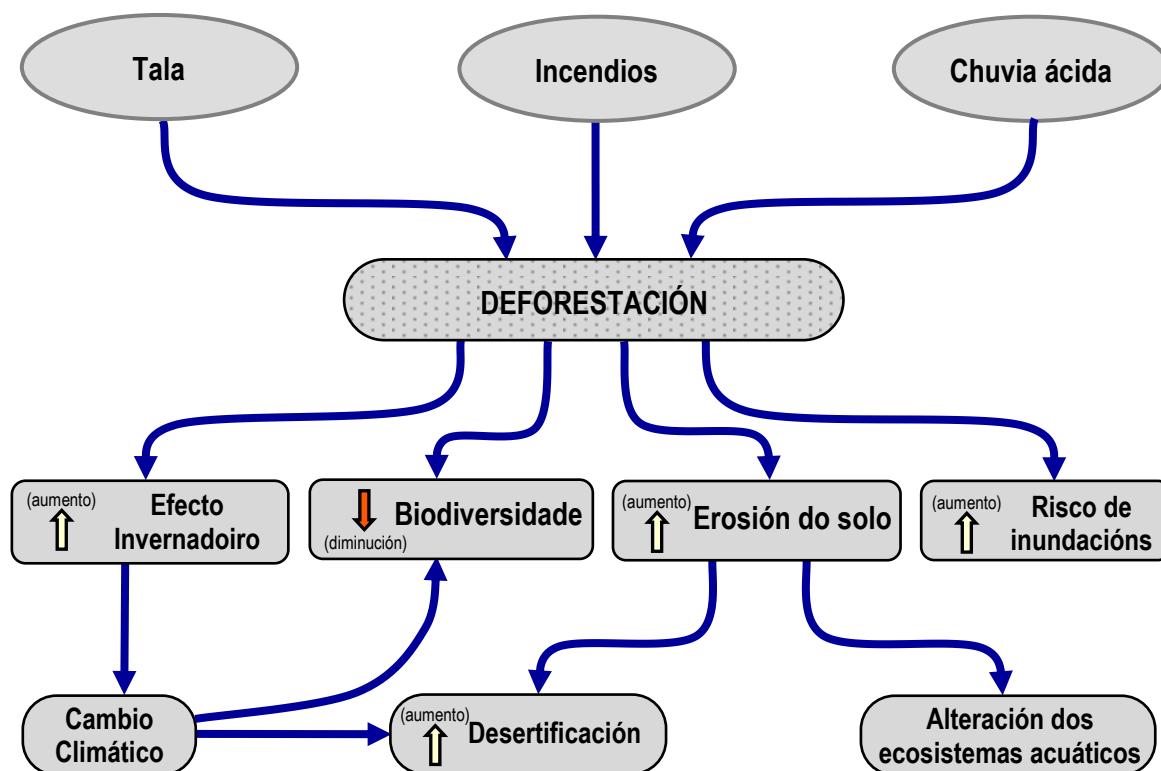 Tala
Incendios
Chuvia ácida
DEFORESTACIÓN
(aumento)
Efecto
Invernadoiro
Biodiversidade
(diminución)
(aumento)
Erosión do solo
(aumento)
Risco de
inundacións
Cambio
Climático
(aumento)
Desertificación
Alteración dos
ecosistemas acuáticos